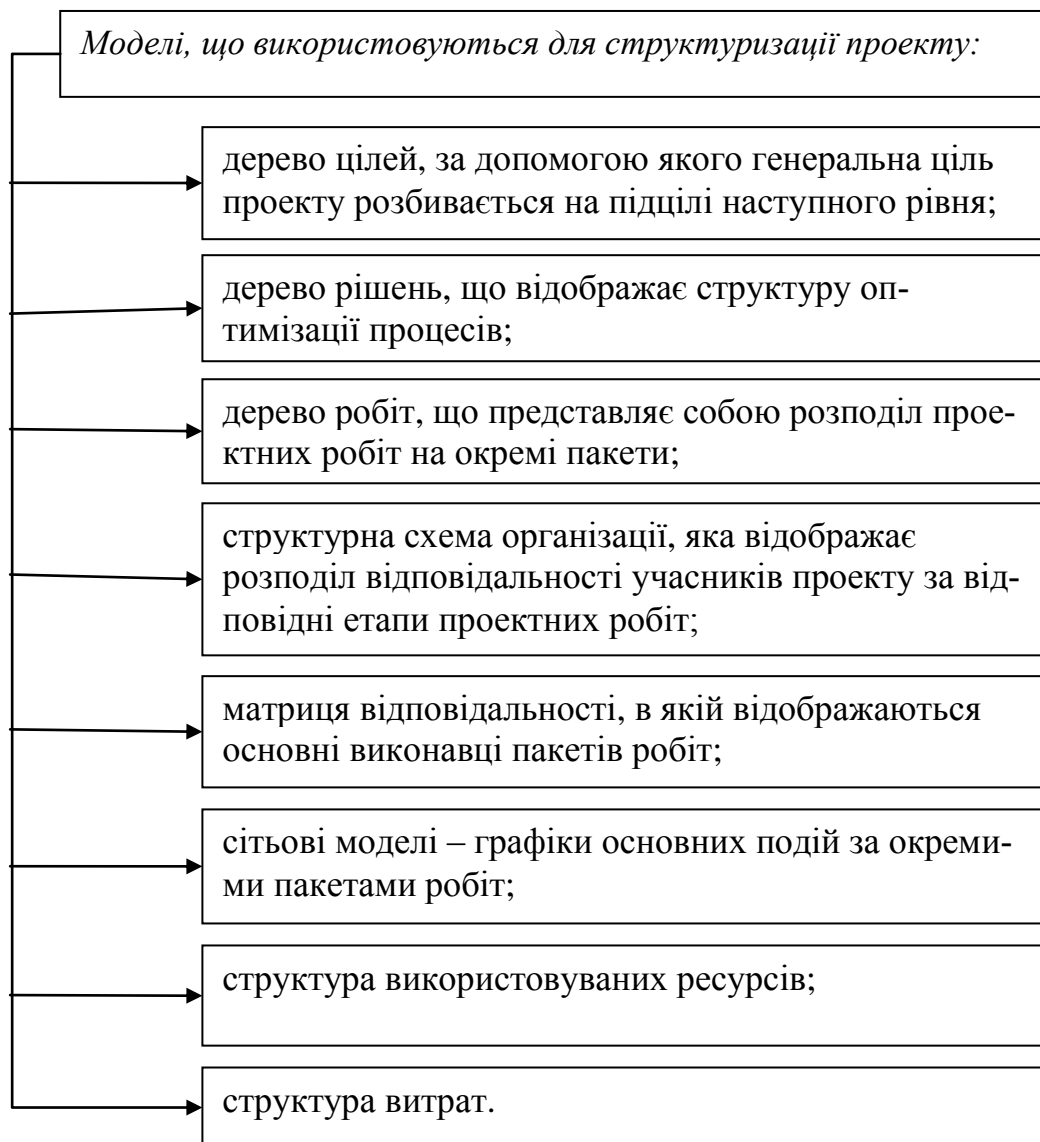 Моделі, що використовуються для структуризації проекту:
дерево цілей, за допомогою якого генеральна ціль
проекту розбивається на підцілі наступного рівня;
дерево рішень, що відображає структуру оп-
тимізації процесів;
дерево робіт, що представляє собою розподіл прое-
ктних робіт на окремі пакети;
структурна схема організації, яка відображає
розподіл відповідальності учасників проекту за від-
повідні етапи проектних робіт;
матриця відповідальності, в якій відображаються
основні виконавці пакетів робіт;
сітьові моделі – графіки основних подій за окреми-
ми пакетами робіт;
структура використовуваних ресурсів;
структура витрат.